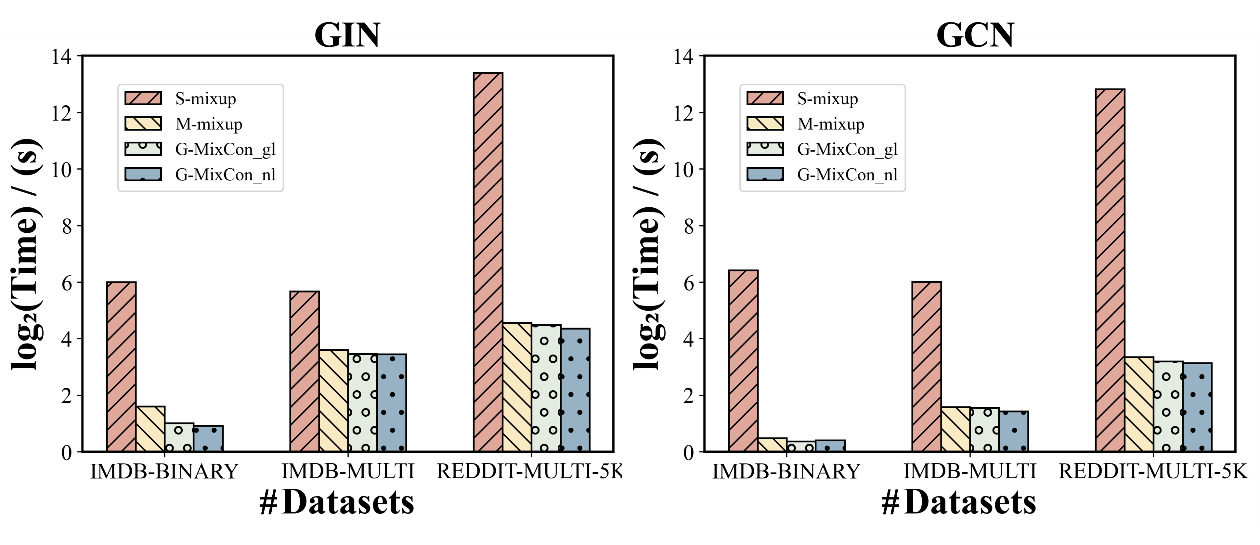 GIN
14
12
10
8
6
4
2
0
log₂(Time) / (s)
S-mixup
M-mixup
G-MixCon_gl
G-MixCon_nl
IMDB-BINARY IMDB-MULTI REDDIT-MULTI-5K
#Datasets
GCN
14
12
10
8
6
4
2
0
log₂(Time) / (s)
S-mixup
M-mixup
G-MixCon_gl
G-MixCon_nl
IMDB-BINARY IMDB-MULTI REDDIT-MULTI-5K
#Datasets